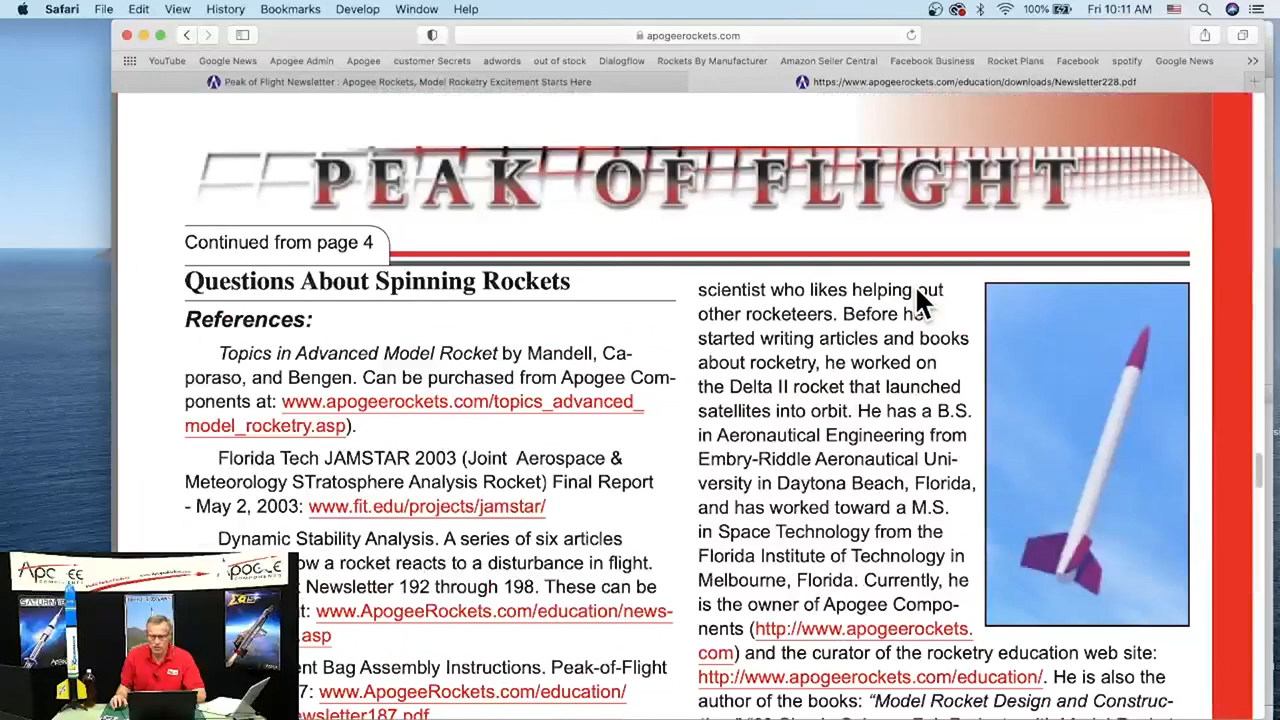 Safari File Edit View History Bookmarks Develop Window Help 100% Fri 10:11 AM
apogeerockets.com
YouTube Google News Apogee Admin Apogee customer Secrets adwords out of stock Dialogflow Rockets By Manufacturer Amazon Seller Central Facebook Business Rocket Plans Facebook spotify Google News
Peak of Flight Newsletter : Apogee Rockets, Model Rocketry Excitement Starts Here
https://www.apogeerockets.com/education/downloads/Newsletter228.pdf
PEAK OF FLIGHT
Continued from page 4
Questions About Spinning Rockets
References:
Topics in Advanced Model Rocket by Mandell, Ca-
poraso, and Bengen. Can be purchased from Apogee Com-
ponents at: www.apogeerockets.com/topics_advanced_
model_rocketry.asp).
Florida Tech JAMSTAR 2003 (Joint Aerospace &
Meteorology STratosphere Analysis Rocket) Final Report
- May 2, 2003: www.fit.edu/projects/jamstar/
Dynamic Stability Analysis. A series of six articles
ow a rocket reacts to a disturbance in flight.
Newsletter 192 through 198. These can be
t: www.ApogeeRockets.com/education/news-
.asp
ent Bag Assembly Instructions. Peak-of-Flight
7: www.ApogeeRockets.com/education/
ewsletter187.pdf
scientist who likes helping out
other rocketeers. Before he
started writing articles and books
about rocketry, he worked on
the Delta II rocket that launched
satellites into orbit. He has a B.S.
in Aeronautical Engineering from
Embry-Riddle Aeronautical Uni-
versity in Daytona Beach, Florida,
and has worked toward a M.S.
in Space Technology from the
Florida Institute of Technology in
Melbourne, Florida. Currently, he
is the owner of Apogee Compo-
nents (http://www.apogeerockets.
com) and the curator of the rocketry education web site:
http://www.apogeerockets.com/education/. He is also the
author of the books: “Model Rocket Design and Construc-
Apogee
COMPONENTS
SATURN 1B